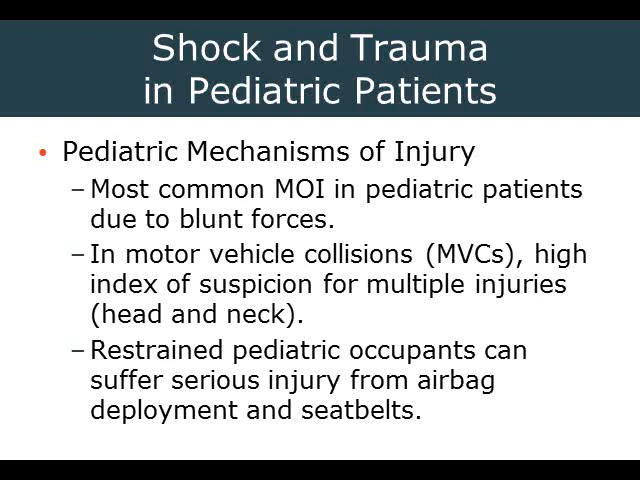 Shock and Trauma
in Pediatric Patients
• Pediatric Mechanisms of Injury
– Most common MOI in pediatric patients
due to blunt forces.
– In motor vehicle collisions (MVCs), high
index of suspicion for multiple injuries
(head and neck).
– Restrained pediatric occupants can
suffer serious injury from airbag
deployment and seatbelts.